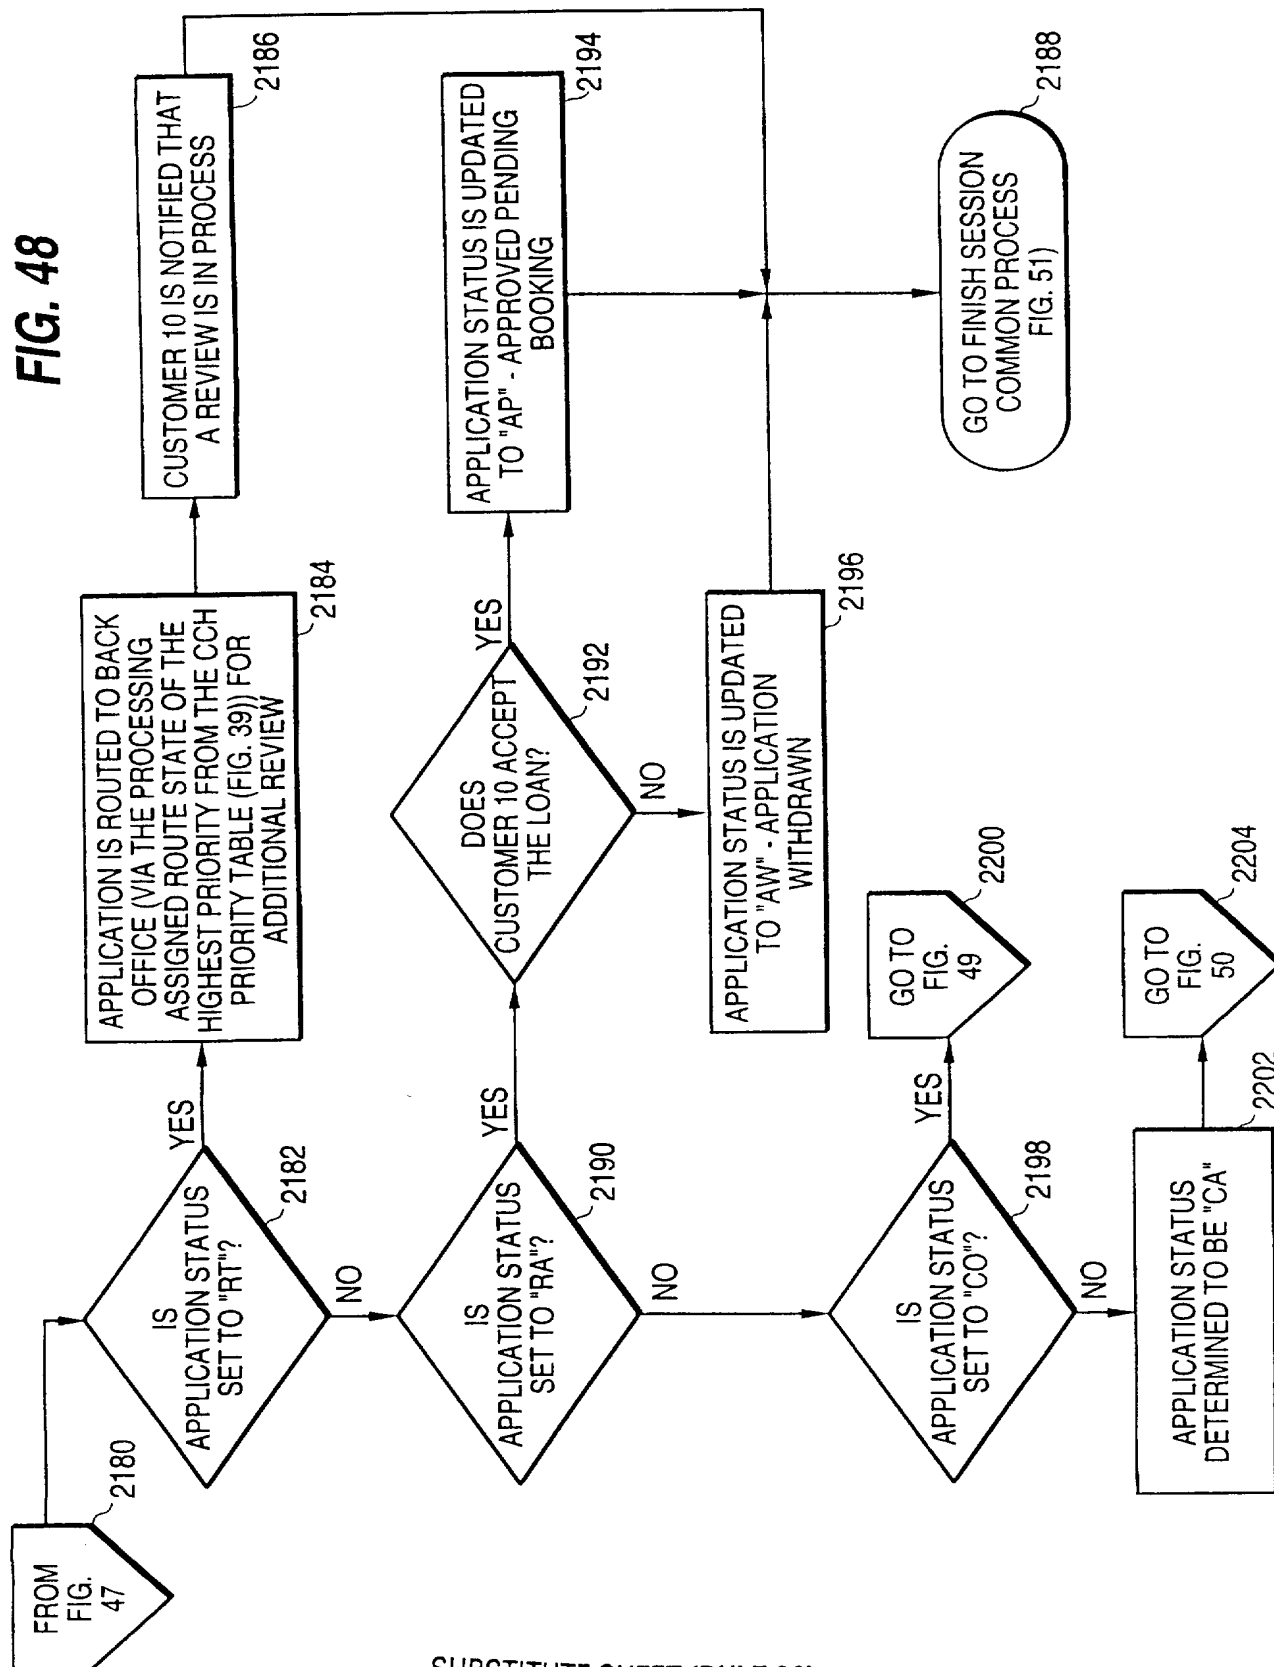 FIG. 48
FROM
FIG.
47
2180
IS
APPLICATION STATUS
SET TO "RT"?
2182
YES
NO
APPLICATION IS ROUTED TO BACK
OFFICE (VIA THE PROCESSING
ASSIGNED ROUTE STATE OF THE
HIGHEST PRIORITY FROM THE CCH
PRIORITY TABLE (FIG. 39)) FOR
ADDITIONAL REVIEW
2184
CUSTOMER 10 IS NOTIFIED THAT
A REVIEW IS IN PROCESS
2186
IS
APPLICATION STATUS
SET TO "RA"?
2190
YES
NO
DOES
CUSTOMER 10 ACCEPT
THE LOAN?
2192
YES
NO
APPLICATION STATUS IS UPDATED
TO "AP" - APPROVED PENDING
BOOKING
2194
APPLICATION STATUS IS UPDATED
TO "AW" - APPLICATION
WITHDRAWN
2196
GO TO FINISH SESSION
COMMON PROCESS
FIG. 51)
2188
IS
APPLICATION STATUS
SET TO "CO"?
2198
YES
NO
GO TO
FIG.
49
2200
APPLICATION STATUS
DETERMINED TO BE "CA"
2202
GO TO
FIG.
50
2204